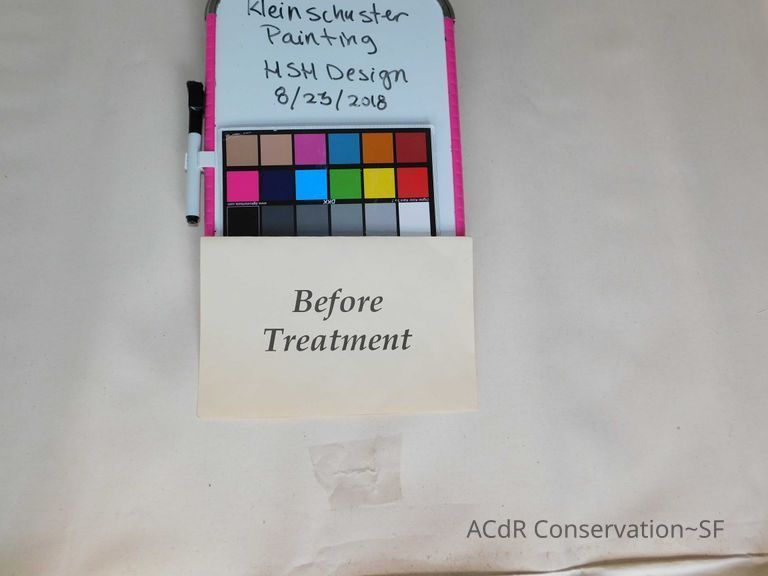 Kleinschuster
Painting
HSH Design
8/23/2018
Before
Treatment
ACdR Conservation~SF